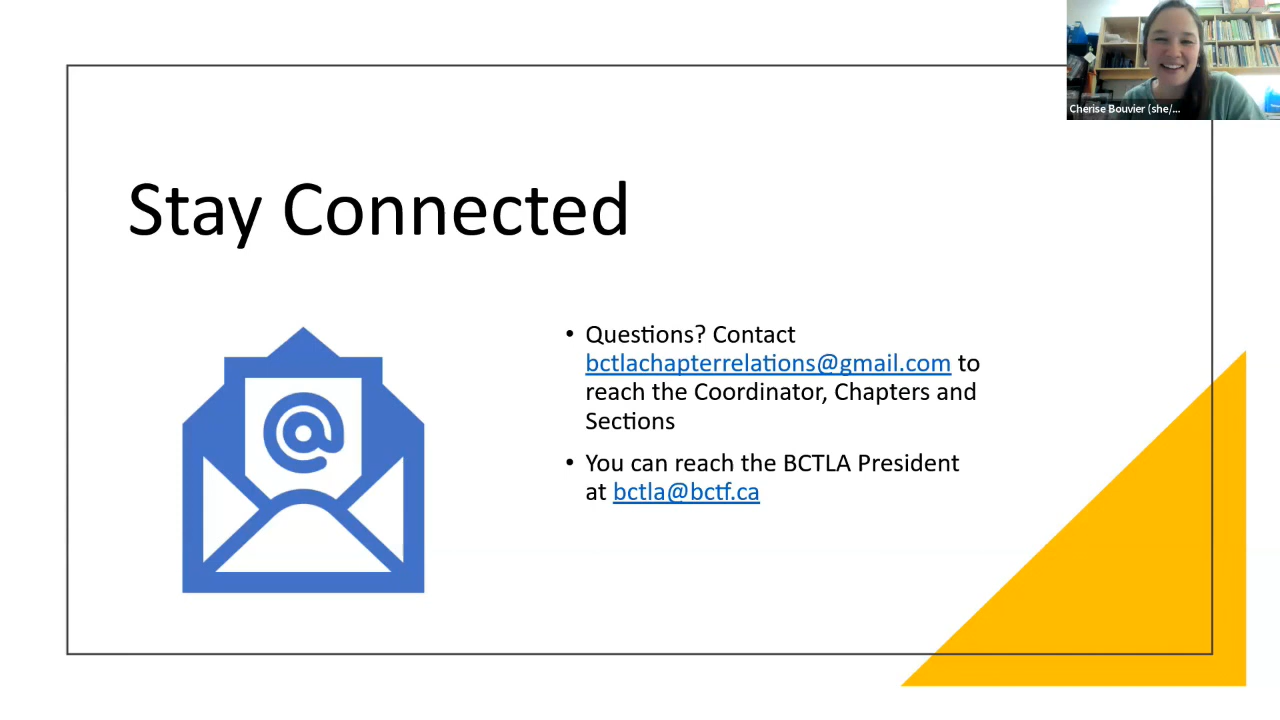 Cherise Bouvier (she/...
Stay Connected
• Questions? Contact
bctlachapterrelations@gmail.com to
reach the Coordinator, Chapters and
Sections
• You can reach the BCTLA President
at bctla@bctf.ca
@